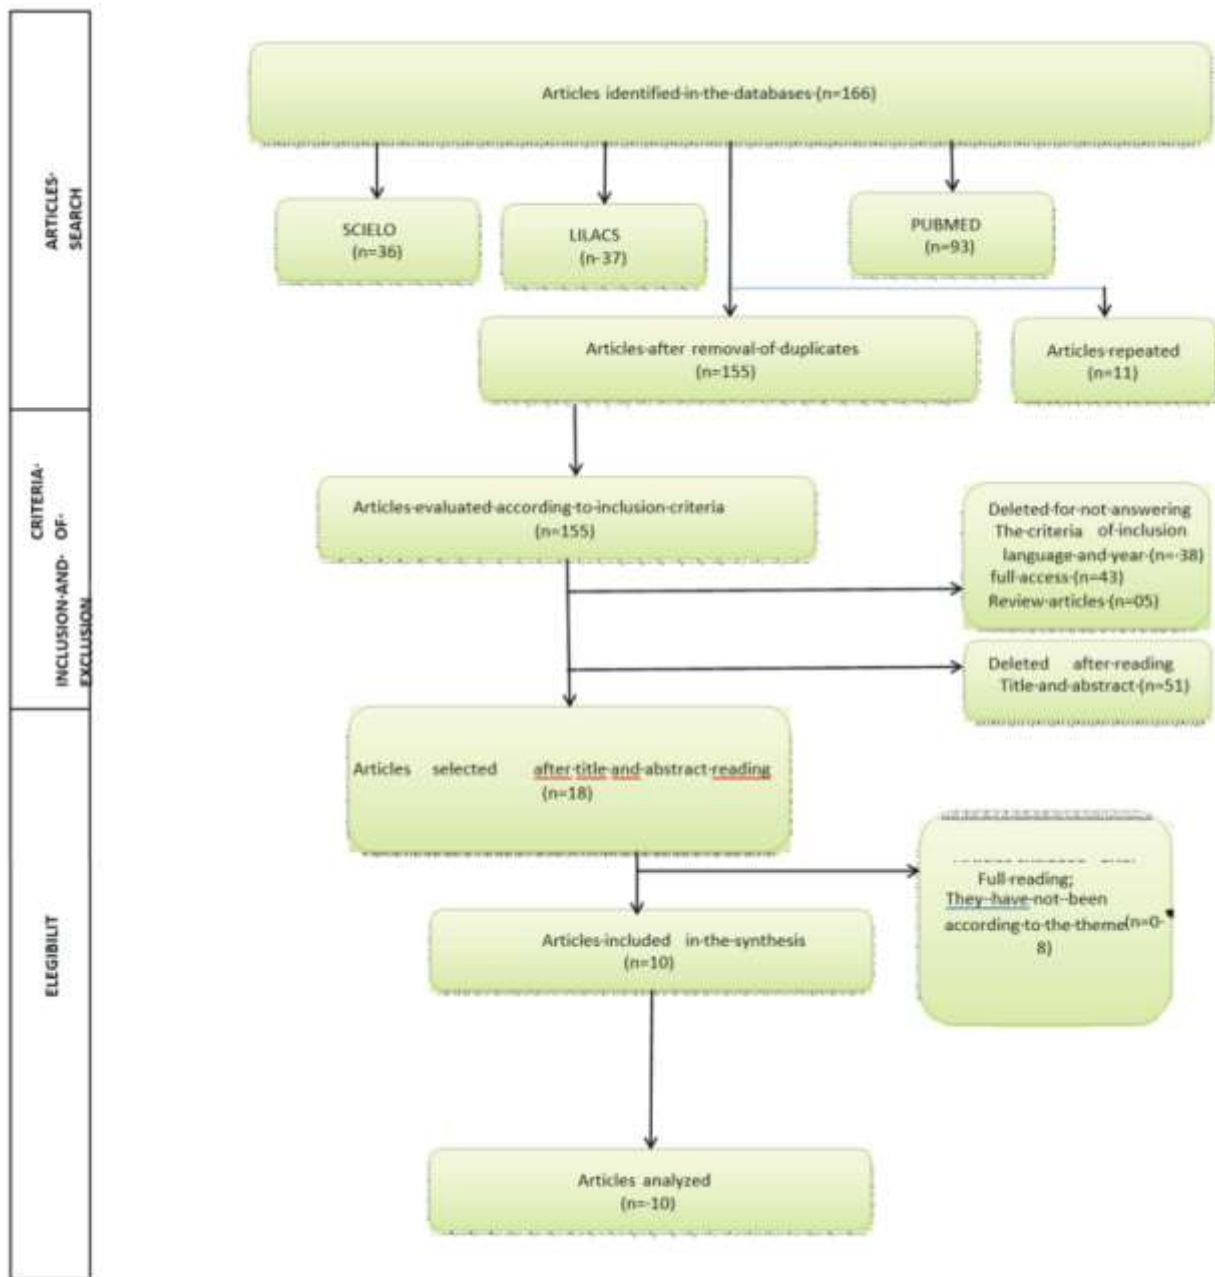 ARTICLES-
SEARCH
Articles identified·in·the·databases·(n=166)
SCIELO
(n=36)
LILACS
(n-37)
PUBMED
(n=93)
Articles·after removal·of·duplicates
(n=155)
Articles·repeated
(n=11)
CRITERIA-
INCLUSION·AND· OF-
EXCLUSION
Articles·evaluated·according·to·inclusion·criteria
(n=155)
Deleted·for·not·answering
The·criteria of·inclusion
language·and·year·(n=·38)
full·access·(n=43)
Review·articles·(n=05)
Deleted after·reading
Title·and·abstract·(n=51)
ELEGIBILIT
Articles selected after·title·and·abstract·reading
(n=18)
Full·reading;
They··have·not··been
according·to·the·theme(n=0-
8)
Articles·included in·the·synthesis
(n=10)
Articles analyzed
(n=·10)